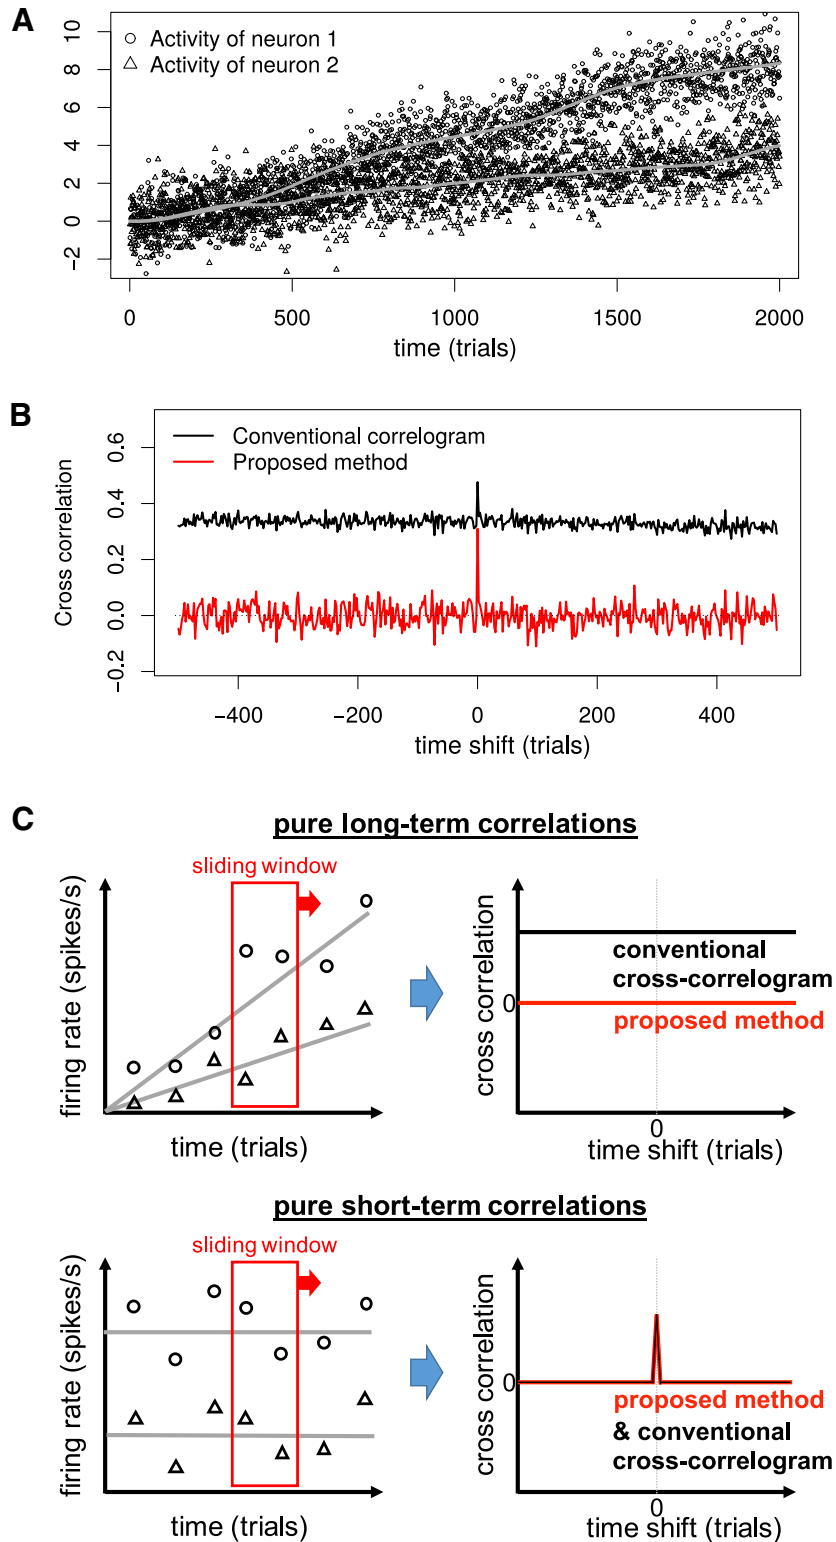 A
Activity of neuron 1
Activity of neuron 2
10
8
6
4
2
0
−2
0 500 1000 1500 2000
time (trials)
B
Conventional correlogram
Proposed method
Cross correlation
0.6
0.4
0.2
0.0
−0.2
−400 −200 0 200 400
time shift (trials)
C
pure long-term correlations
sliding window
firing rate (spikes/s)
time (trials)
cross correlation
0
conventional
cross-correlogram
proposed method
0
time shift (trials)
pure short-term correlations
sliding window
firing rate (spikes/s)
time (trials)
cross correlation
0
proposed method
& conventional
cross-correlogram
0
time shift (trials)